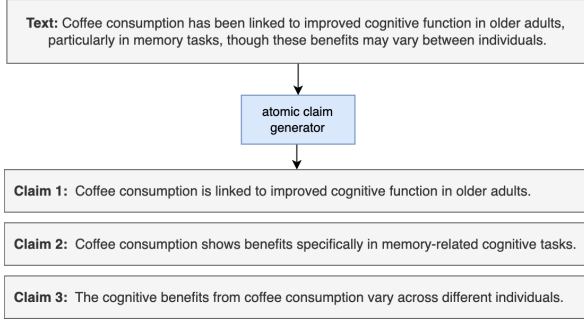 Text: Coffee consumption has been linked to improved cognitive function in older adults,
particularly in memory tasks, though these benefits may vary between individuals.
atomic claim
generator
Claim 1: Coffee consumption is linked to improved cognitive function in older adults.
Claim 2: Coffee consumption shows benefits specifically in memory-related cognitive tasks.
Claim 3: The cognitive benefits from coffee consumption vary across different individuals.